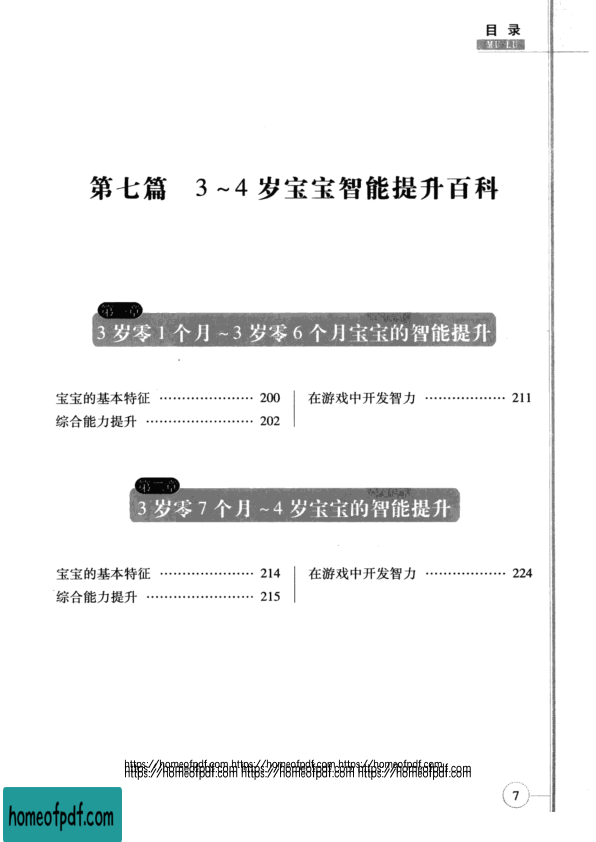 目 录
MU LU
第七篇 3~4岁宝宝智能提升百科
第一章
3岁零1个月~3岁零6个月宝宝的智能提升
宝宝的基本特征 ………………… 200
综合能力提升 …………………… 202
在游戏中开发智力 ……………… 211
第二章
3岁零7个月~4岁宝宝的智能提升
宝宝的基本特征 ………………… 214
综合能力提升 …………………… 215
在游戏中开发智力 ……………… 224
https://homeofpdf.com https://homeofpdf.com https://homeofpdf.com
https://homeofpdf.com https://homeofpdf.com https://homeofpdf.com
7
homeofpdf.com